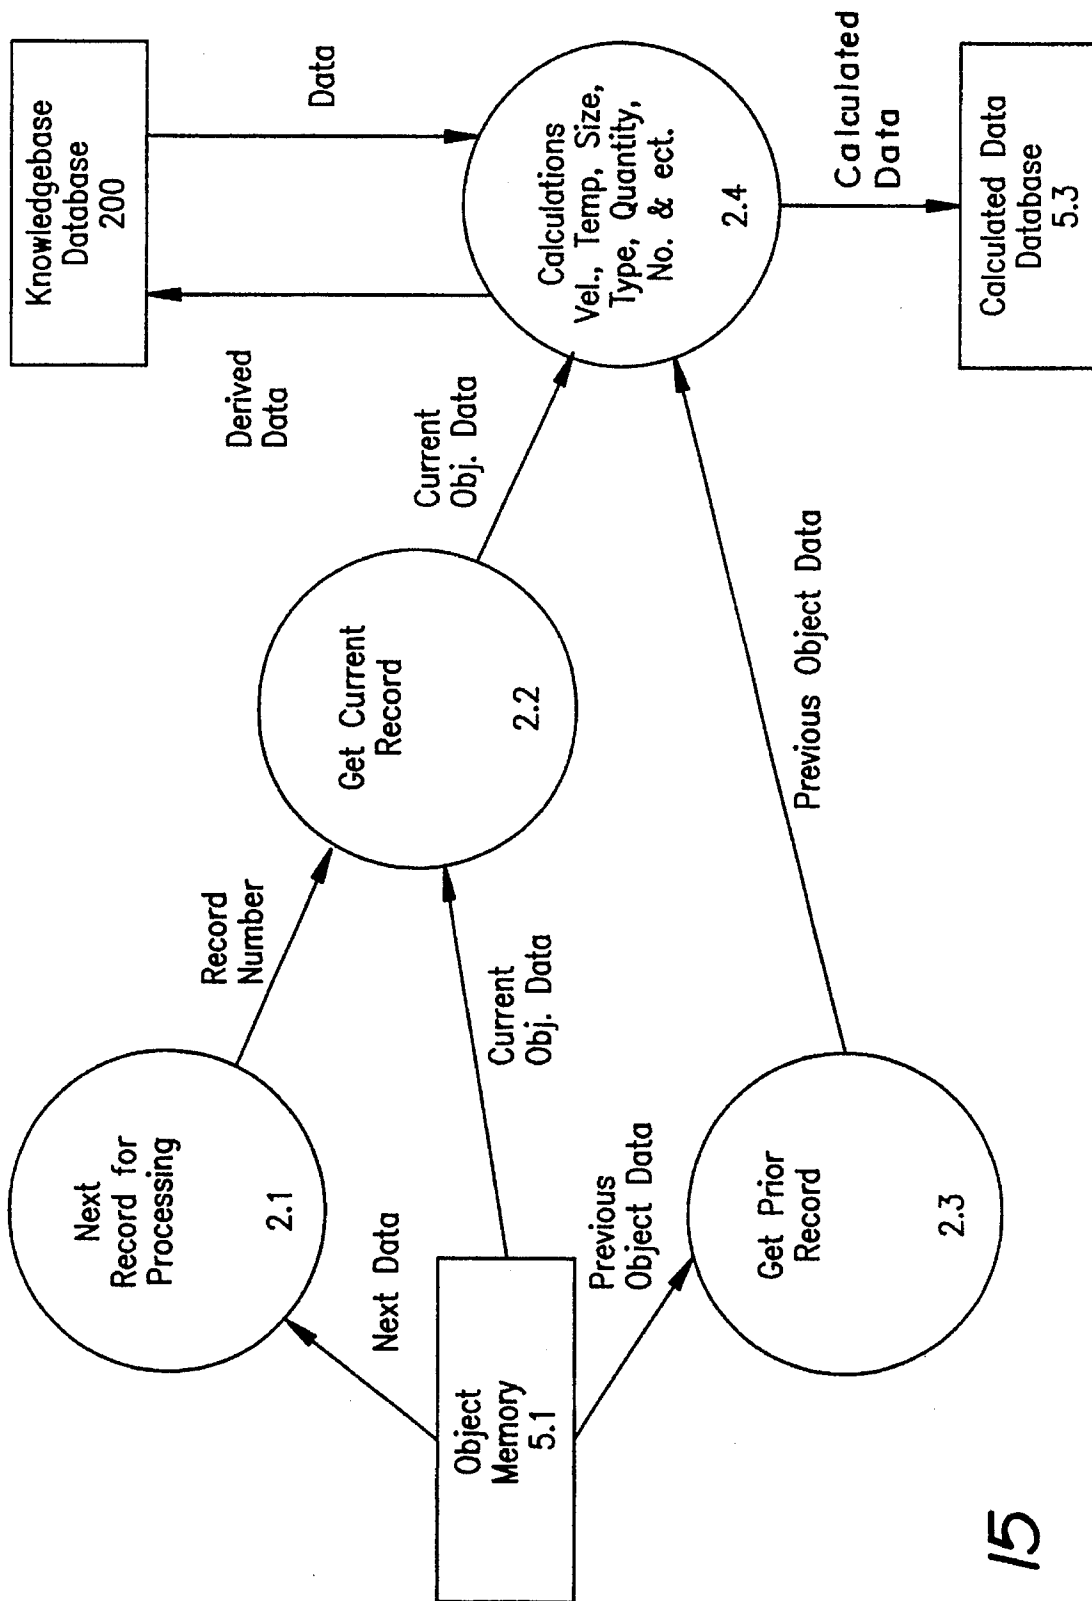 Next
Record for
Processing
2.1
Record
Number
Next Data
Object
Memory
5.1
Current
Obj. Data
Previous
Object Data
Get Prior
Record
2.3
Get Current
Record
2.2
Current
Obj. Data
Previous Object Data
Knowledgebase
Database
200
Derived
Data
Data
Calculations
Vel., Temp, Size,
Type, Quantity,
No. & ect.
2.4
Calculated
Data
Calculated Data
Database
5.3
15